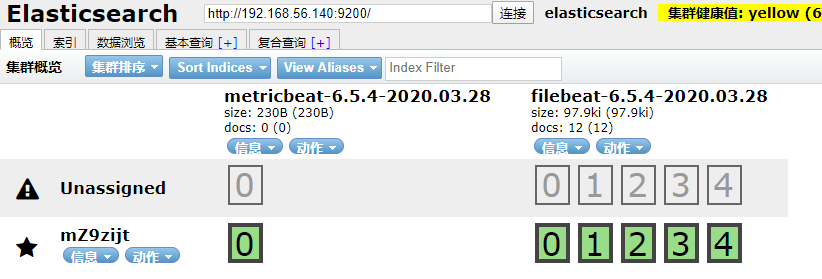 Elasticsearch http://192.168.56.140:9200/ 连接 elasticsearch 集群健康值: yellow (6
概览 索引 数据浏览 基本查询 [+] 复合查询 [+]
集群概览 集群排序 Sort Indices View Aliases Index Filter
metricbeat-6.5.4-2020.03.28 filebeat-6.5.4-2020.03.28
size: 230B (230B) size: 97.9ki (97.9ki)
docs: 0 (0) docs: 12 (12)
信息 动作 信息 动作
Unassigned 0 0 1 2 3 4
mZ9zijt 0 0 1 2 3 4
信息 动作